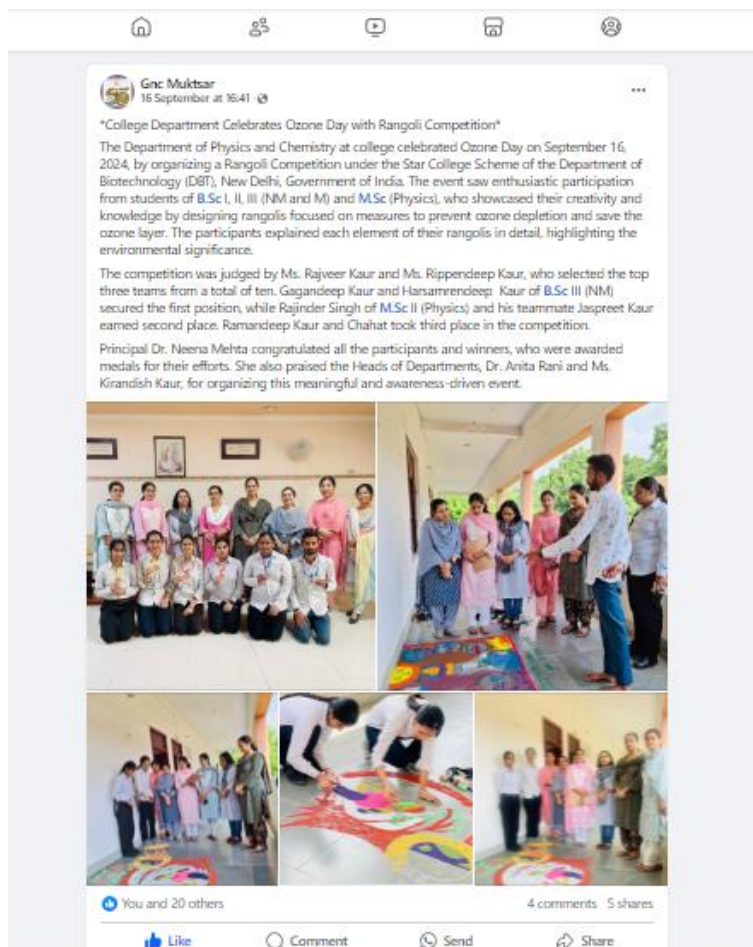 Gnc Muktsar
16 September at 16:41
*College Department Celebrates Ozone Day with Rangoli Competition*
The Department of Physics and Chemistry at college celebrated Ozone Day on September 16,
2024, by organizing a Rangoli Competition under the Star College Scheme of the Department of
Biotechnology (DBT), New Delhi, Government of India. The event saw enthusiastic participation
from students of B.Sc I, II, III (NM and M) and M.Sc (Physics), who showcased their creativity and
knowledge by designing rangolis focused on measures to prevent ozone depletion and save the
ozone layer. The participants explained each element of their rangolis in detail, highlighting the
environmental significance.
The competition was judged by Ms. Rajveer Kaur and Ms. Rippendeep Kaur, who selected the top
three teams from a total of ten. Gagandeep Kaur and Harsamrendeep Kaur of B.Sc III (NM)
secured the first position, while Rajinder Singh of M.Sc II (Physics) and his teammate Jaspreet Kaur
earned second place. Ramandeep Kaur and Chahat took third place in the competition.
Principal Dr. Neena Mehta congratulated all the participants and winners, who were awarded
medals for their efforts. She also praised the Heads of Departments, Dr. Anita Rani and Ms.
Kirandish Kaur, for organizing this meaningful and awareness-driven event.
You and 20 others
4 comments 5 shares
Like Comment Send Share